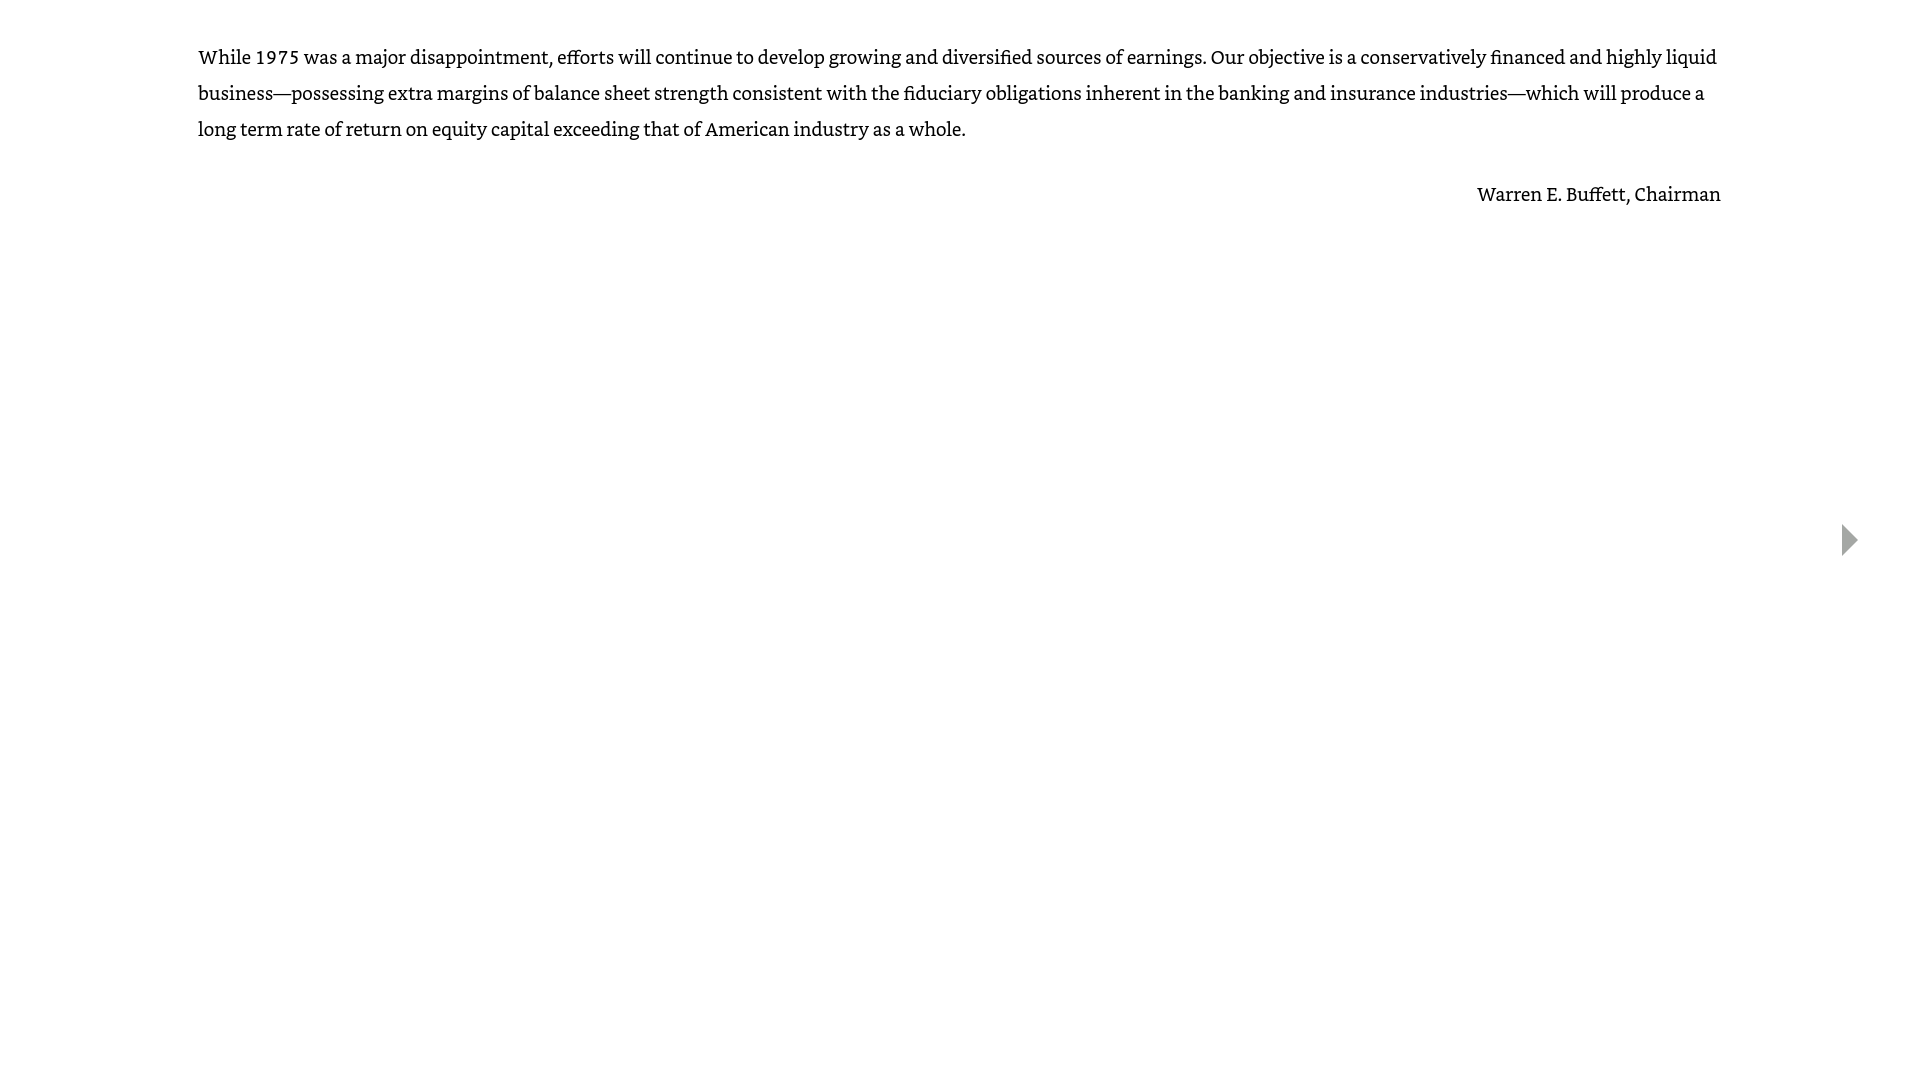 While 1975 was a major disappointment, efforts will continue to develop growing and diversified sources of earnings. Our objective is a conservatively financed and highly liquid
business—possessing extra margins of balance sheet strength consistent with the fiduciary obligations inherent in the banking and insurance industries—which will produce a
long term rate of return on equity capital exceeding that of American industry as a whole.
Warren E. Buffett, Chairman